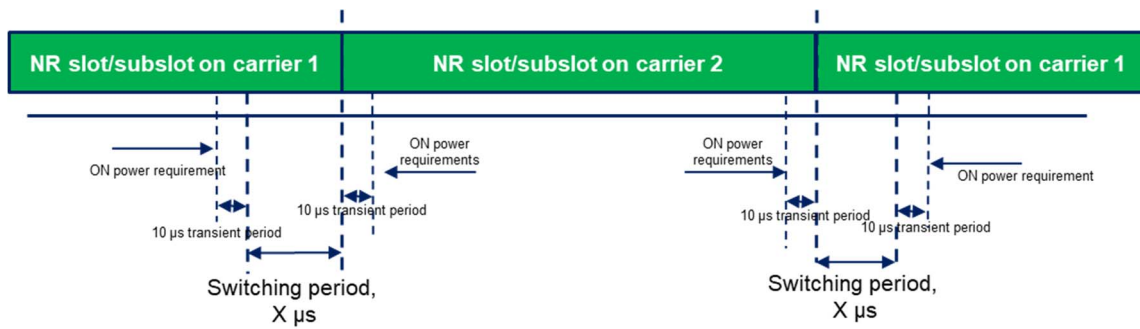 NR slot/subslot on carrier 1
NR slot/subslot on carrier 2
NR slot/subslot on carrier 1
ON power requirement
10 µs transient period
Switching period,
X µs
ON power
requirements
10 µs transient period
ON power
requirements
10 µs transient period
Switching period,
X µs
ON power requirement
10 µs transient period